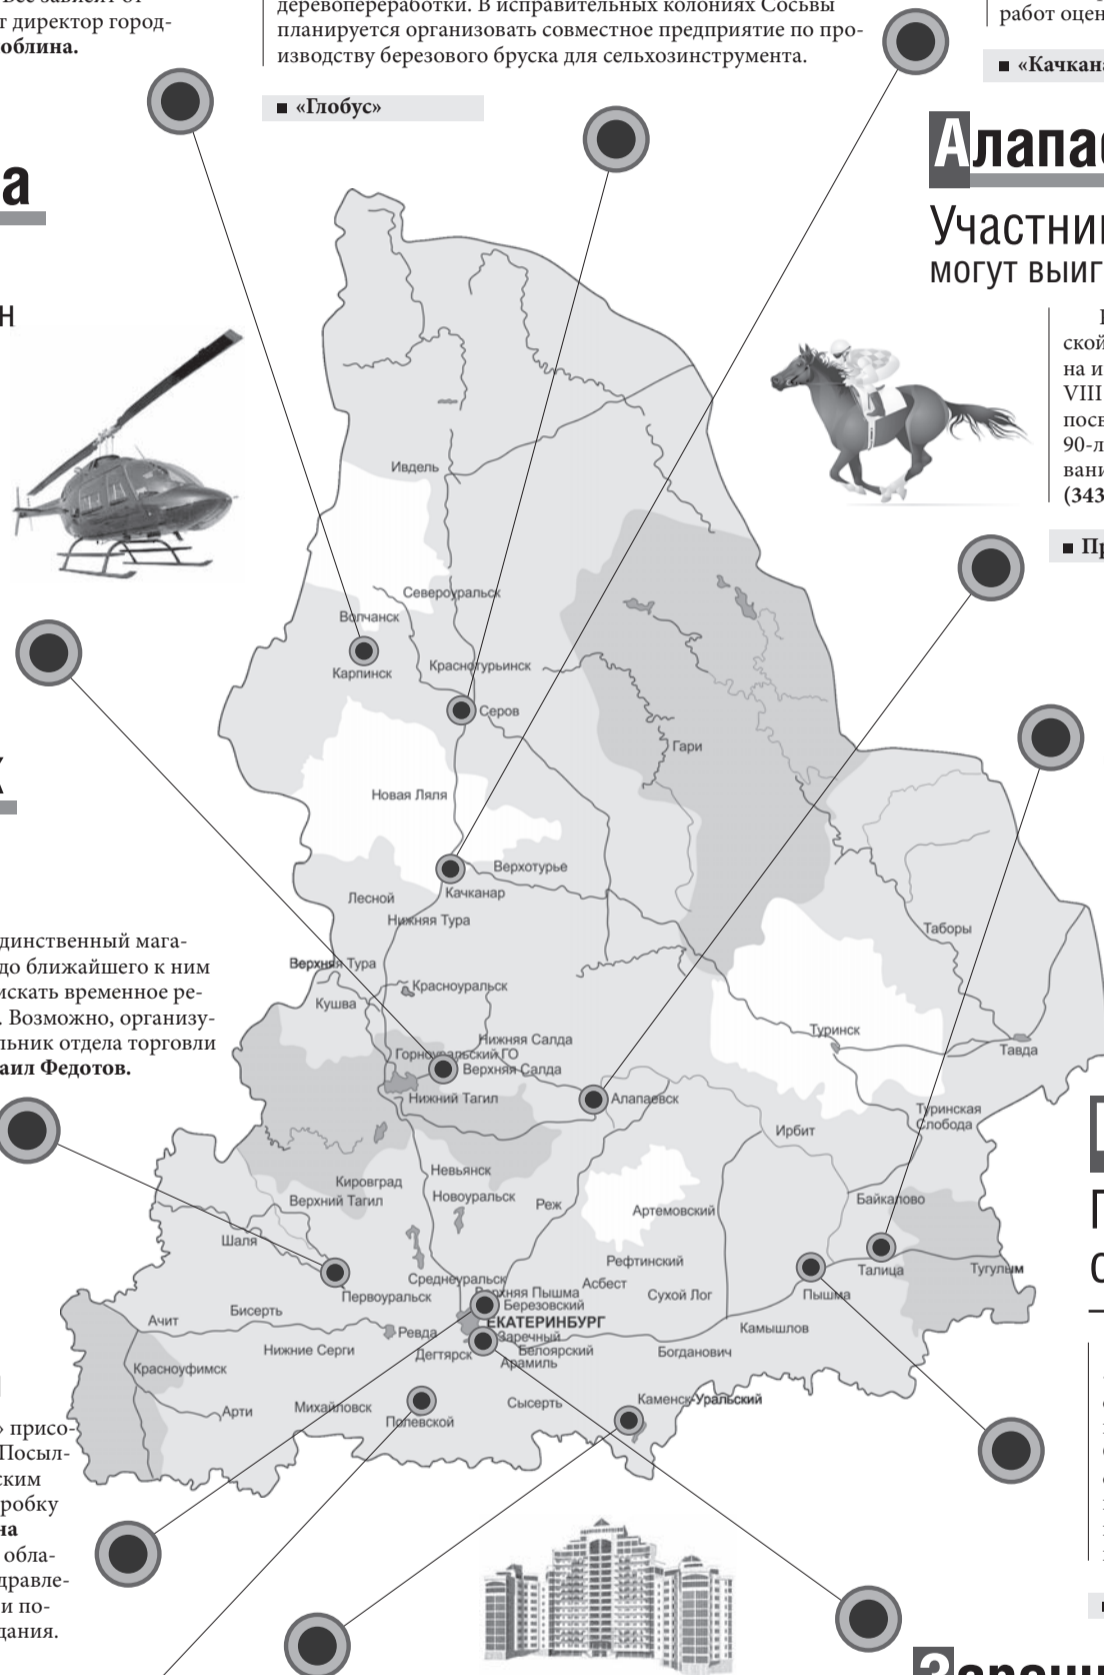 т директор город-
облина.
деревопереработки. В исправительных колониях Сосьвы
планируется организовать совместное предприятие по про-
изводству березового бруска для сельхозинструмента.
■ «Глобус»
работ оцен
■ «Качкана
а
Алапа
Участни
могут выиг
н
ской
на и
VIII
посв
90-л
вани
(343
■ Пр
Ивдель
Североуральск
Волчанск
Карпинск
Краснотурьинск
Серов
Гари
Новая Ляля
Верхотурье
Качканар
Лесной
Нижняя Тура
Таборы
Верхняя Тура
Красноуральск
Кушва
Туринск
Нижняя Салда
Тавда
Горноуральский ГО
Верхняя Салда
Нижний Тагил
Алапаевск
Туринская
Слобода
Ирбит
Невьянск
Кировград
Новоуральск
Верхний Тагил
Реж
Байкалово
Артемовский
Шаля
Рефтинский
Талица
Тугулым
Среднеуральск
Асбест
Верхняя Пышма
Первоуральск
Сухой Лог
Пышма
Березовский
Бисерть
Ачит
ЕКАТЕРИНБУРГ
Ревда
Заречный
Камышлов
Нижние Серги
Белоярский
Дегтярск
Арамиль
Богданович
Красноуфимск
Каменск-Уральский
Сысерть
Михайловск
Арти
Полевской
динственный мага-
до ближайшего к ним
искать временное ре-
. Возможно, организу-
льник отдела торговли
аил Федотов.
» присо-
Посыл-
ским
робку
на
обла-
дравле-
и по-
дания.
Заречн